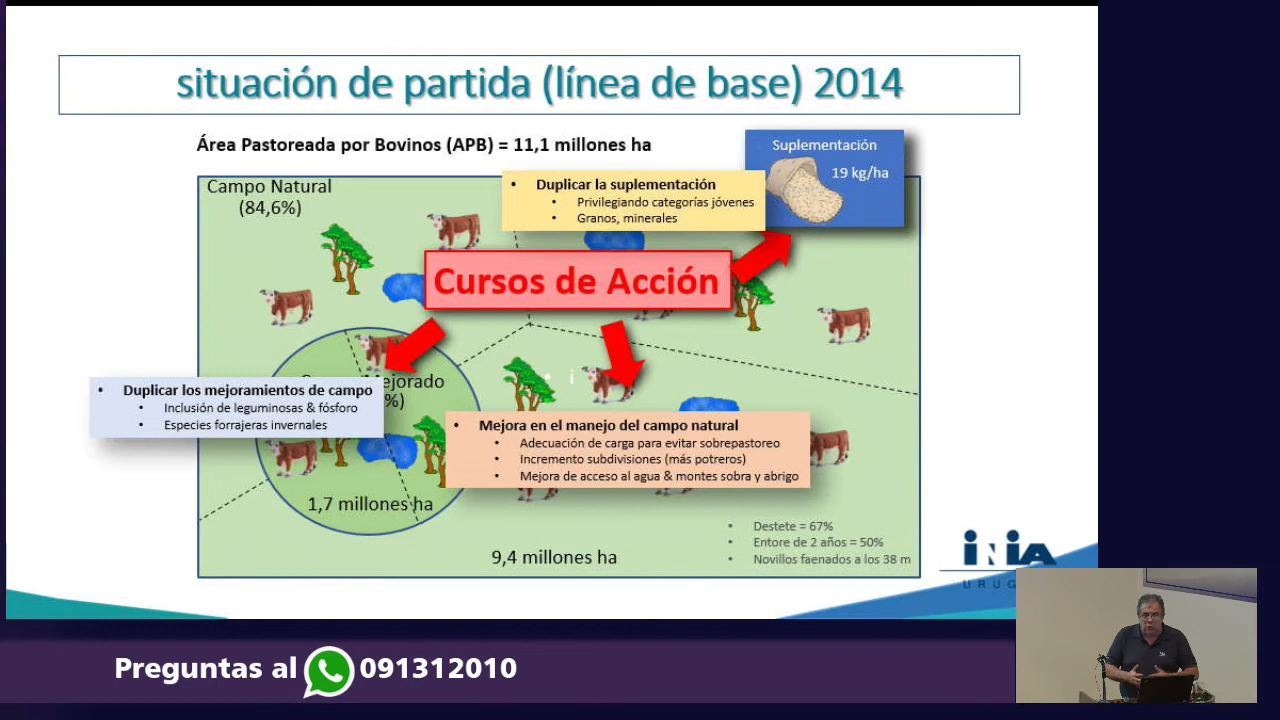 situación de partida (línea de base) 2014
Área Pastoreada por Bovinos (APB) = 11,1 millones ha
Suplementación
19 kg/ha
Campo Natural
(84,6%)
• Duplicar la suplementación
• Privilegiando categorías jóvenes
• Granos, minerales
Cursos de Acción
ejorado
%)
• Duplicar los mejoramientos de campo
• Inclusión de leguminosas & fósforo
• Especies forrajeras invernales
• Mejora en el manejo del campo natural
• Adecuación de carga para evitar sobrepastoreo
• Incremento subdivisiones (más potreros)
• Mejora de acceso al agua & montes sobra y abrigo
1,7 millones ha
9,4 millones ha
• Destete = 67%
• Entore de 2 años = 50%
• Novillos faenados a los 38 m
INIA
URUG
Preguntas al 091312010